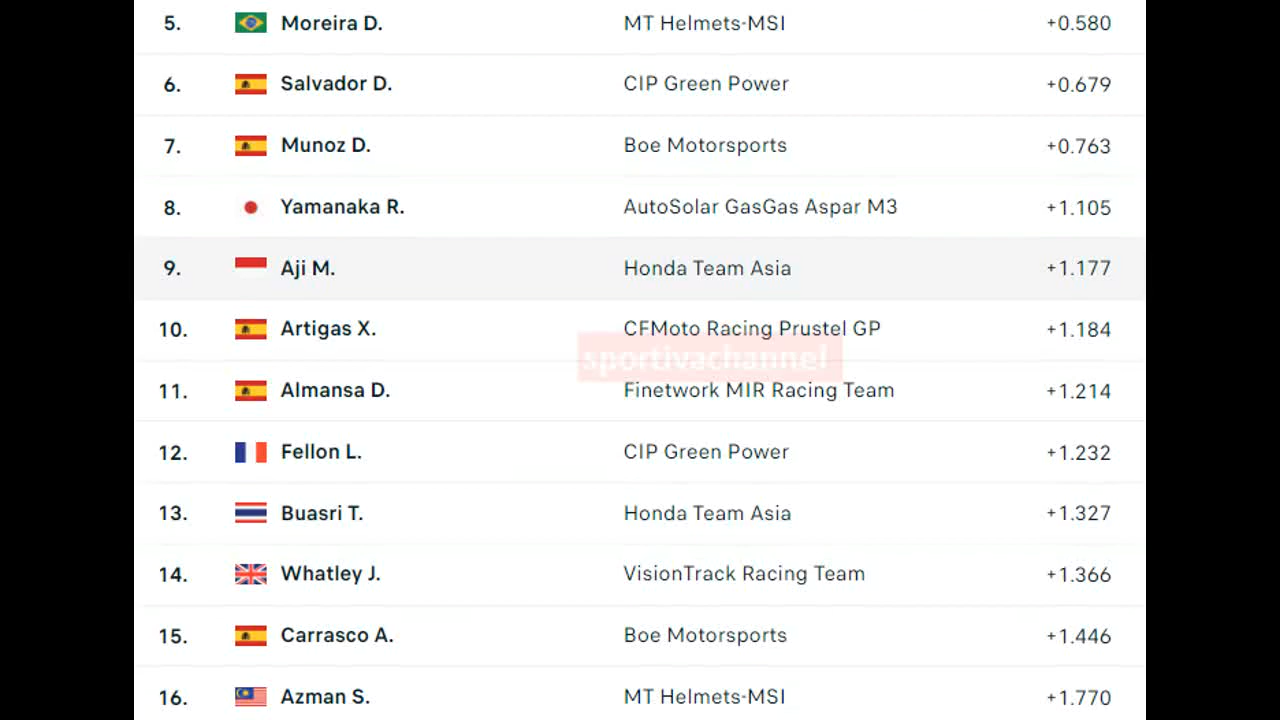 5. Moreira D. MT Helmets-MSI +0.580
6. Salvador D. CIP Green Power +0.679
7. Munoz D. Boe Motorsports +0.763
8. Yamanaka R. AutoSolar GasGas Aspar M3 +1.105
9. Aji M. Honda Team Asia +1.177
10. Artigas X. CFMoto Racing Prustel GP +1.184
sportivachannel
11. Almansa D. Finetwork MIR Racing Team +1.214
12. Fellon L. CIP Green Power +1.232
13. Buasri T. Honda Team Asia +1.327
14. Whatley J. VisionTrack Racing Team +1.366
15. Carrasco A. Boe Motorsports +1.446
16. Azman S. MT Helmets-MSI +1.770